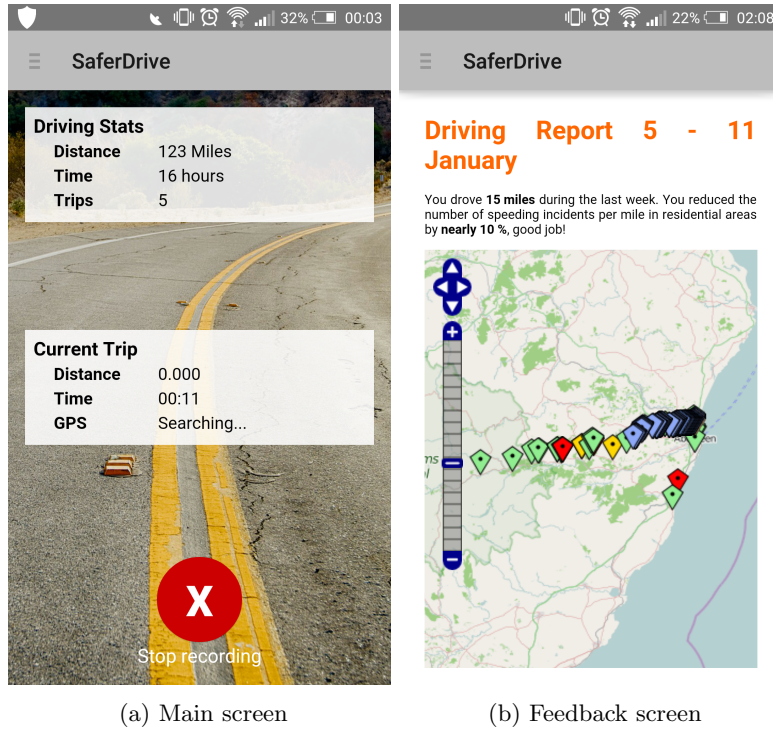 32% 00:03
SaferDrive
Driving Stats
Distance 123 Miles
Time 16 hours
Trips 5
Current Trip
Distance 0.000
Time 00:11
GPS Searching...
X
Stop recording
(a) Main screen
22% 02:08
SaferDrive
Driving Report 5 - 11
January
You drove 15 miles during the last week. You reduced the
number of speeding incidents per mile in residential areas
by nearly 10 %, good job!
(b) Feedback screen